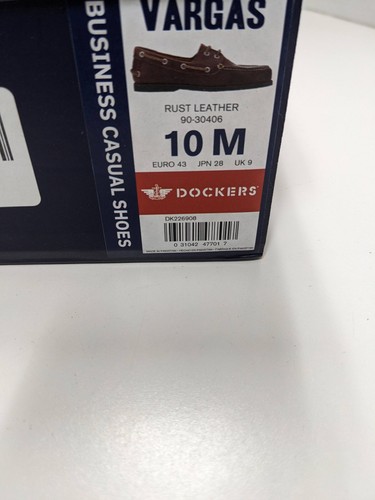 VARGAS
BUSINESS CASUAL SHOES
RUST LEATHER
90-30406
10 M
EURO 43 JPN 28 UK 9
DOCKERS
DK226908
0 31042 47701 7